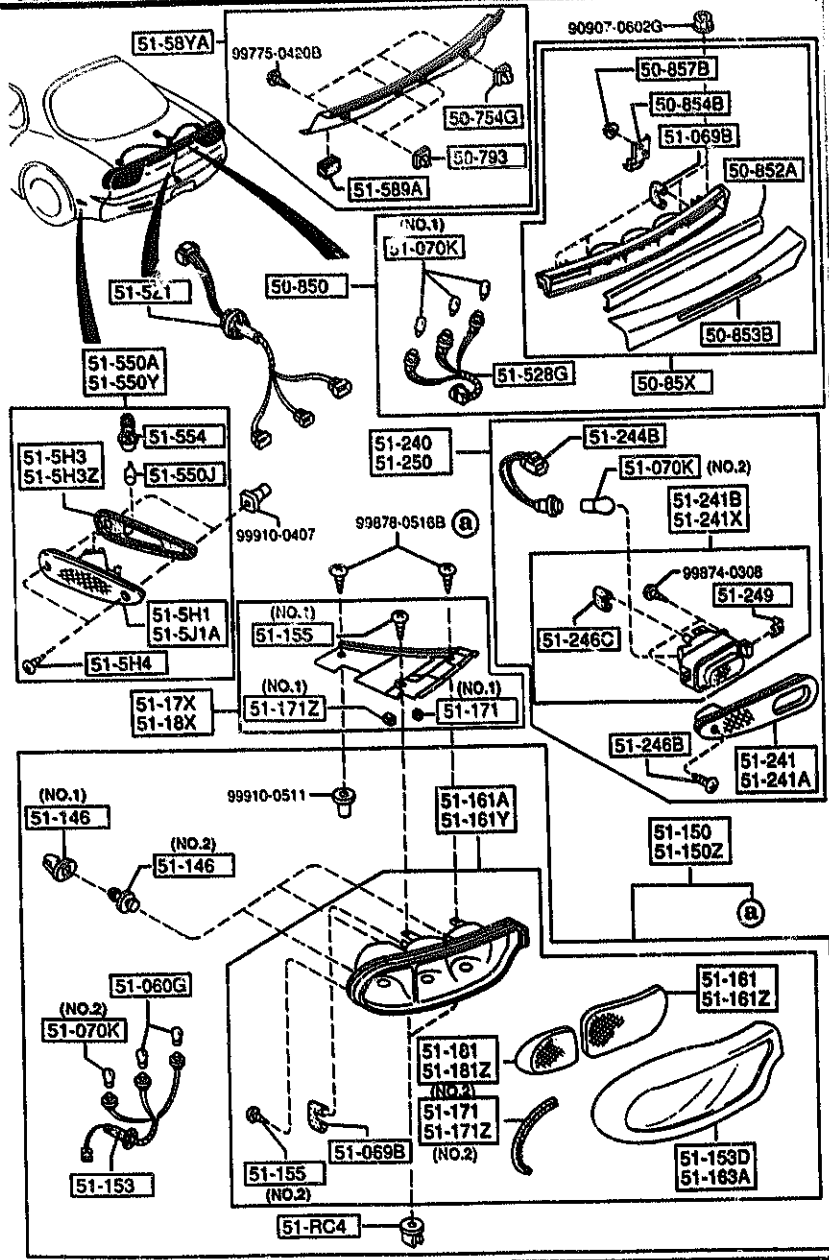 51-58YA
99775-0420B
50-754G
50-793
51-589A
90907-0602G
50-857B
50-854B
51-069B
50-852A
50-853B
50-85X
(NO.1)
51-070K
51-528G
50-850
51-521
51-550A
51-550Y
51-554
51-5H3
51-5H3Z
51-550J
99910-0407
51-5H1
51-5J1A
51-5H4
51-240
51-250
51-244B
51-070K (NO.2)
51-241B
51-241X
99874-0308
51-249
51-246C
51-246B
51-241
51-241A
99878-0516B
a
(NO.1)
51-155
(NO.1)
51-171Z
(NO.1)
51-171
51-17X
51-18X
99910-0511
51-161A
51-161Y
51-150
51-150Z
a
(NO.1)
51-146
(NO.2)
51-146
51-060G
(NO.2)
51-070K
51-153
51-161
51-161Z
51-181
51-181Z
(NO.2)
51-171
51-171Z
(NO.2)
51-069B
51-155
(NO.2)
51-153D
51-163A
51-RC4